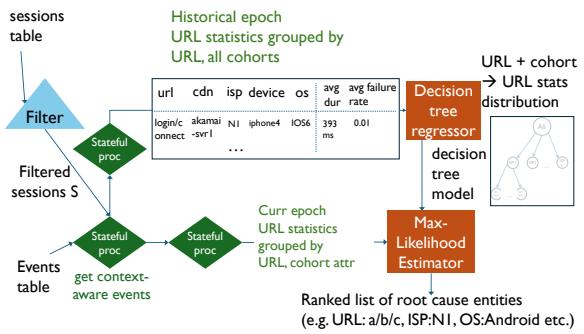 sessions
table
Historical epoch
URL statistics grouped by
URL, all cohorts
URL + cohort
→ URL stats
distribution
Filter
url cdn isp device os avg dur avg failure rate
login/connect akamai-svr1 N1 iphone4 IOS6 393 ms 0.01
...
Decision
tree
regressor
All
Stateful
proc
Filtered
sessions S
decision
tree
model
Stateful
proc
Stateful
proc
Curr epoch
URL statistics
grouped by
URL, cohort attr
Max-
Likelihood
Estimator
Events
table
get context-
aware events
Ranked list of root cause entities
(e.g. URL: a/b/c, ISP:N1, OS:Android etc.)